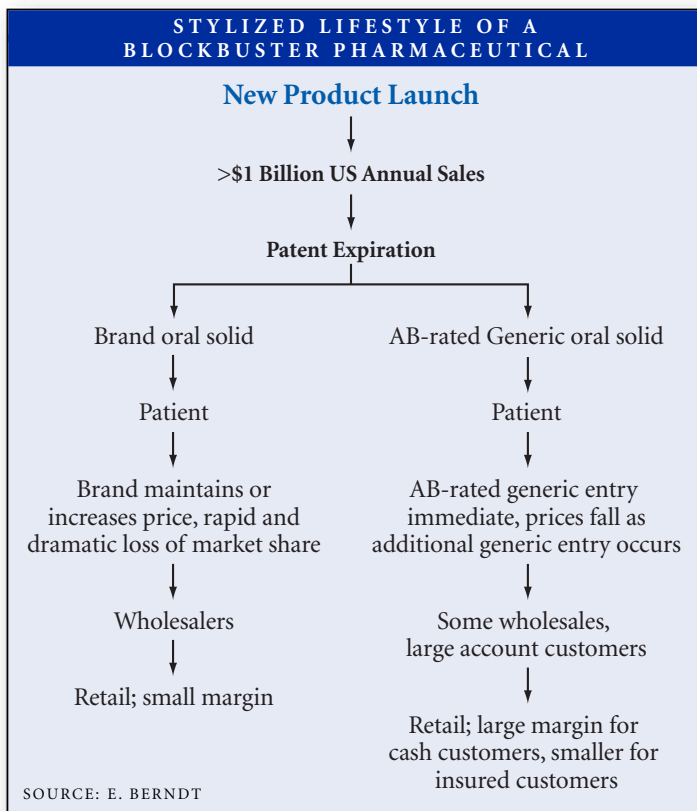 STYLIZED LIFESTYLE OF A
BLOCKBUSTER PHARMACEUTICAL
New Product Launch
>$1 Billion US Annual Sales
Patent Expiration
Brand oral solid
Patient
Brand maintains or
increases price, rapid and
dramatic loss of market share
Wholesalers
Retail; small margin
AB-rated Generic oral solid
Patient
AB-rated generic entry
immediate, prices fall as
additional generic entry occurs
Some wholesales,
large account customers
Retail; large margin for
cash customers, smaller for
insured customers
SOURCE: E. BERNDT